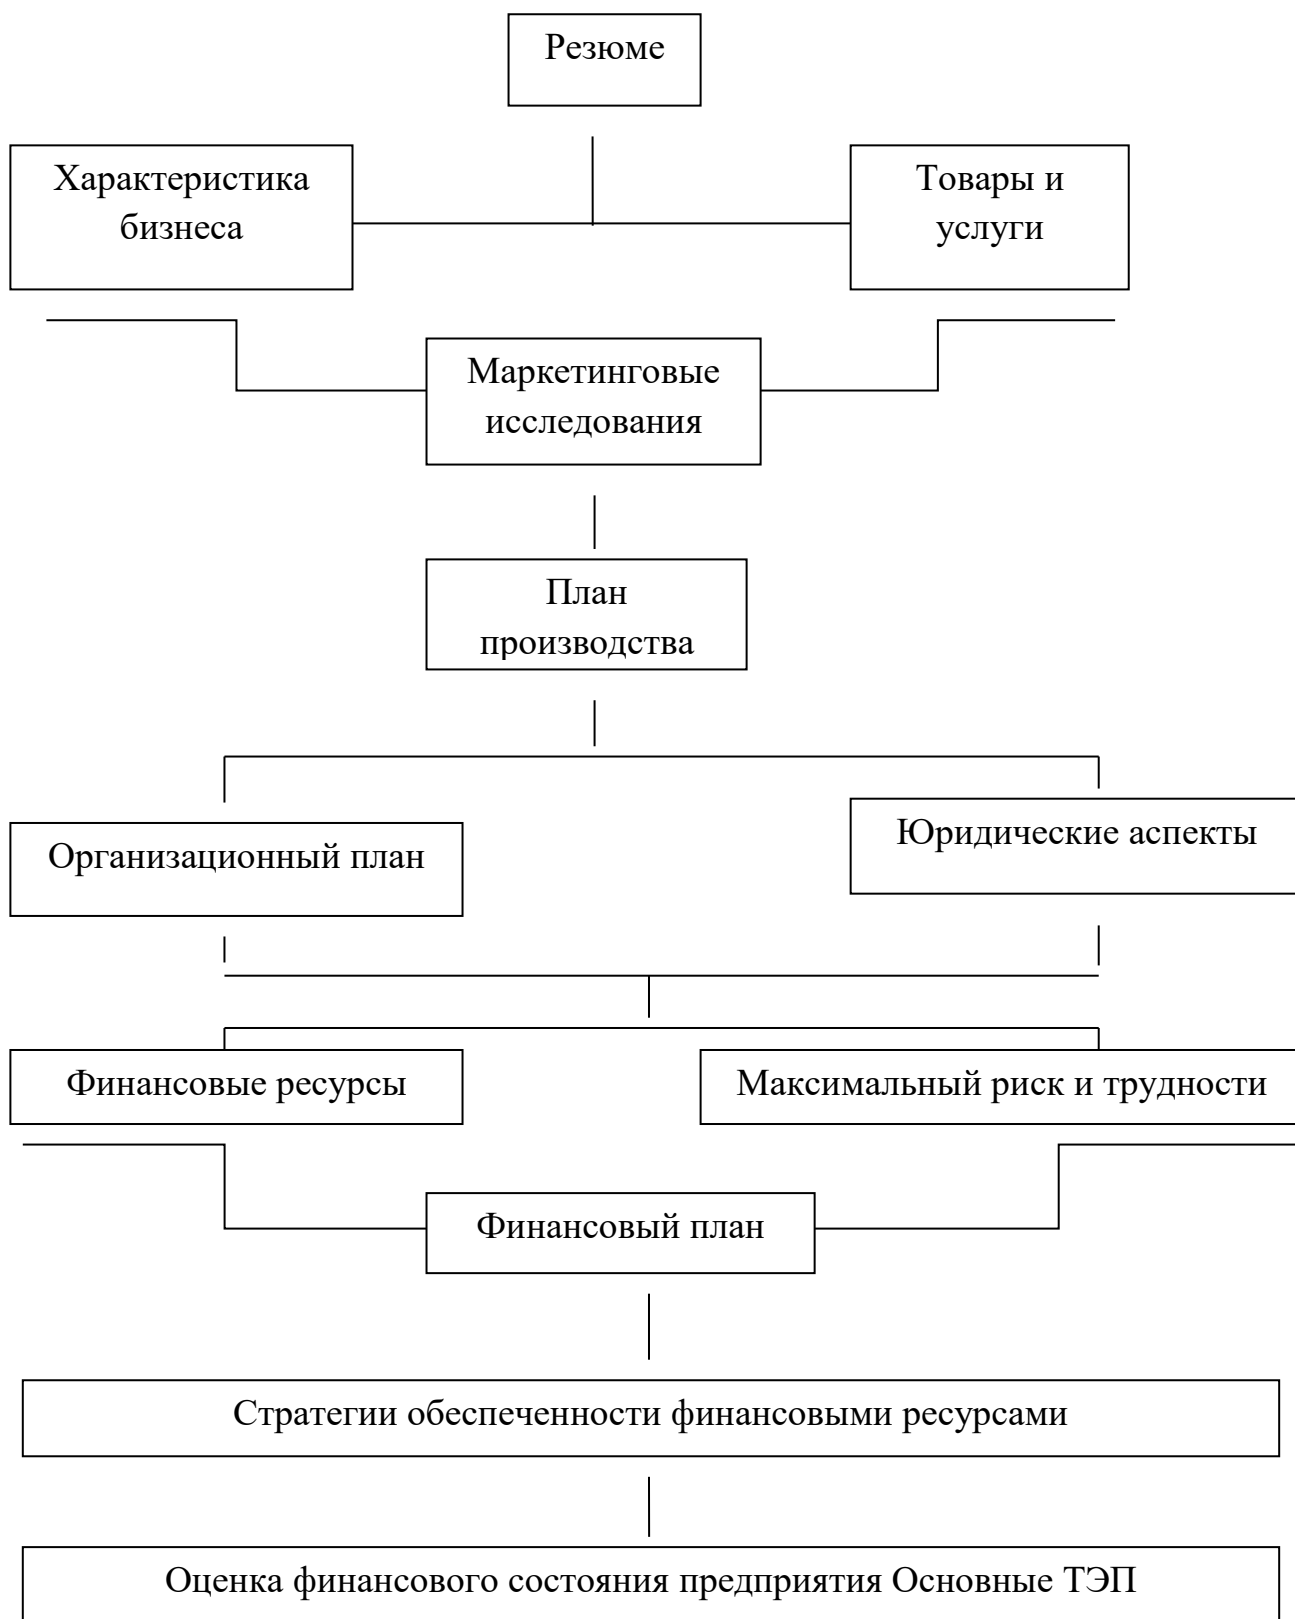 Резюме
Характеристика
бизнеса
Товары и
услуги
Маркетинговые
исследования
План
производства
Организационный план
Юридические аспекты
Финансовые ресурсы
Максимальный риск и трудности
Финансовый план
Стратегии обеспеченности финансовыми ресурсами
Оценка финансового состояния предприятия Основные ТЭП